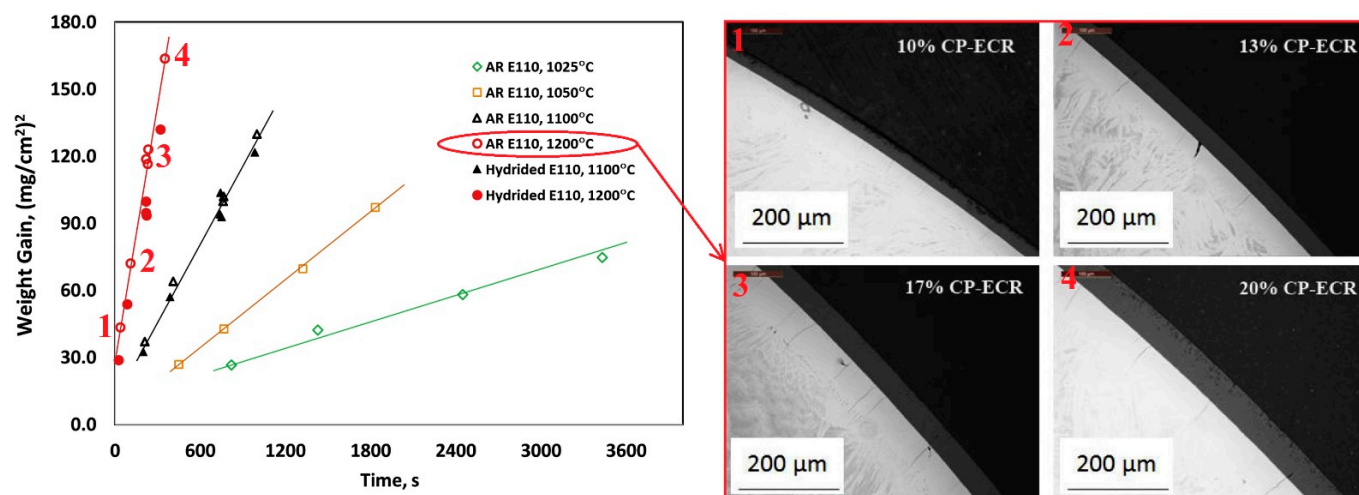 180.0
150.0
120.0
90.0
60.0
30.0
0.0
Weight Gain, (mg/cm²)²
0
600
1200
1800
2400
3000
3600
Time, s
4
3
2
1
AR E110, 1025°C
AR E110, 1050°C
AR E110, 1100°C
AR E110, 1200°C
Hydrided E110, 1100°C
Hydrided E110, 1200°C
1
10% CP-ECR
200 µm
2
13% CP-ECR
200 µm
3
17% CP-ECR
200 µm
4
20% CP-ECR
200 µm